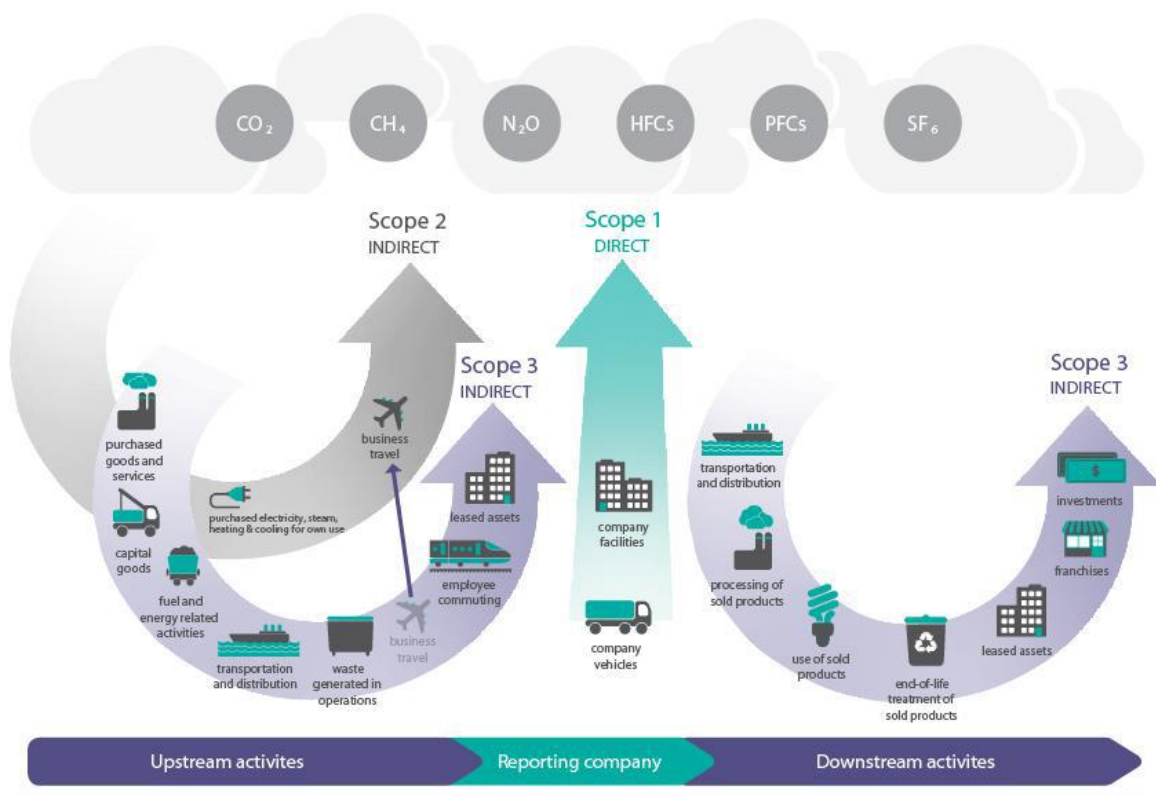 CO₂
CH₄
N₂O
HFCs
PFCs
SF₆
Scope 2
INDIRECT
Scope 1
DIRECT
Scope 3
INDIRECT
Scope 3
INDIRECT
purchased
goods and
services
capital
goods
fuel and
energy related
activities
purchased electricity, steam,
heating & cooling for own use
business
travel
transportation
and distribution
waste
generated in
operations
business
travel
employee
commuting
leased assets
company
facilities
company
vehicles
transportation
and distribution
processing of
sold products
use of sold
products
end-of-life
treatment of
sold products
leased assets
franchises
investments
$
Upstream activites
Reporting company
Downstream activites